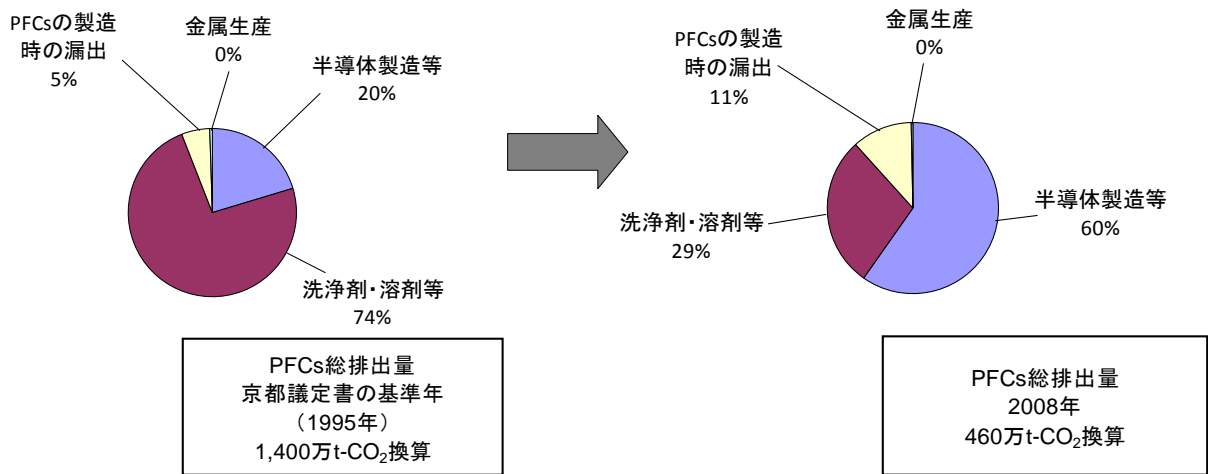 PFCsの製造
時の漏出
5%
金属生産
0%
半導体製造等
20%
洗浄剤・溶剤等
74%
PFCs総排出量
京都議定書の基準年
（1995年）
1,400万t-CO₂換算
PFCsの製造
時の漏出
11%
金属生産
0%
半導体製造等
60%
洗浄剤・溶剤等
29%
PFCs総排出量
2008年
460万t-CO₂換算